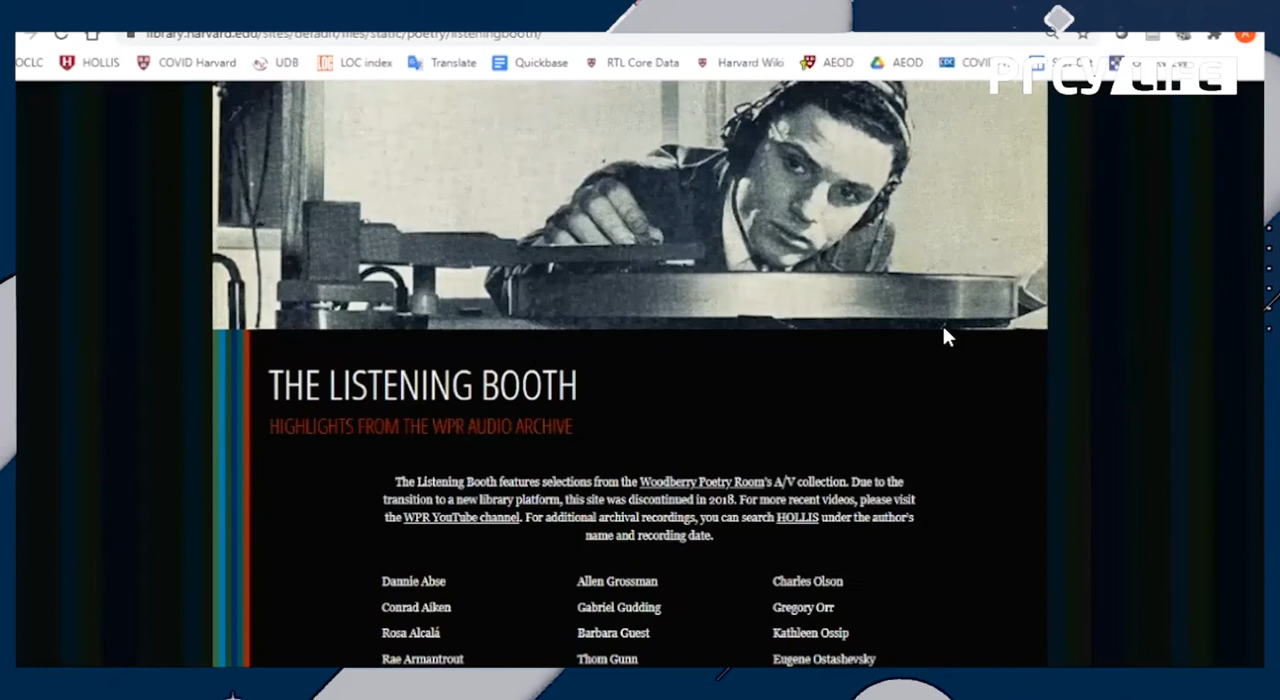 library.harvard.edu/sites/default/files/static/poetry/listeningbooth/
OCLC HOLLIS COVID Harvard UDB LOC index Translate Quickbase RTL Core Data Harvard Wiki AEOD AEOD
LIFE
THE LISTENING BOOTH
HIGHLIGHTS FROM THE WPR AUDIO ARCHIVE
The Listening Booth features selections from the Woodberry Poetry Room's A/V collection. Due to the
transition to a new library platform, this site was discontinued in 2018. For more recent videos, please visit
the WPR YouTube channel. For additional archival recordings, you can search HOLLIS under the author's
name and recording date.
Dannie Abse Allen Grossman Charles Olson
Conrad Aiken Gabriel Gudding Gregory Orr
Rosa Alcalá Barbara Guest Kathleen Ossip
Rae Armantrout Thom Gunn Eugene Ostashevsky